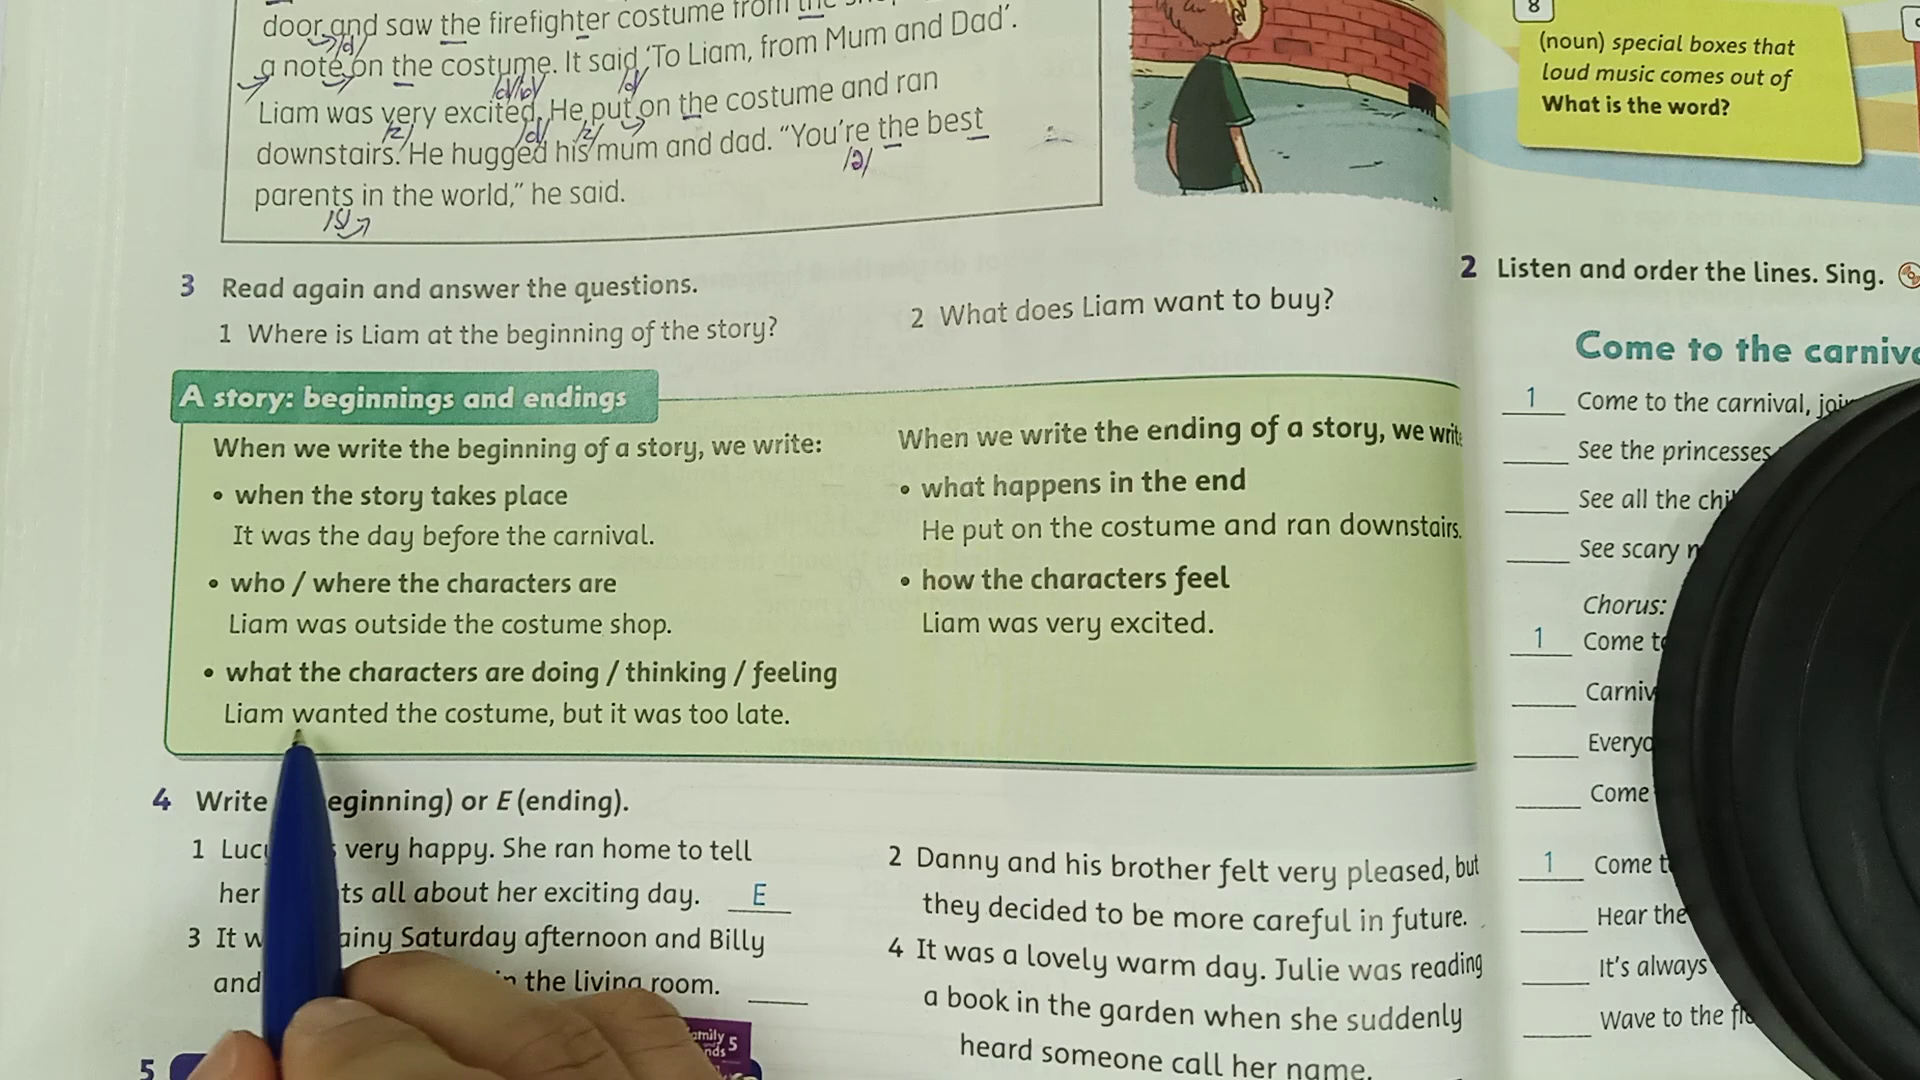 door and saw the firefighter costume from the
a note on the costume. It said 'To Liam, from Mum and Dad'.
Liam was very excited. He put on the costume and ran
downstairs. He hugged his mum and dad. "You're the best
parents in the world," he said.
3 Read again and answer the questions.
1 Where is Liam at the beginning of the story?
2 What does Liam want to buy?
A story: beginnings and endings
When we write the beginning of a story, we write:
• when the story takes place
It was the day before the carnival.
• who / where the characters are
Liam was outside the costume shop.
• what the characters are doing / thinking / feeling
Liam wanted the costume, but it was too late.
When we write the ending of a story, we write
• what happens in the end
He put on the costume and ran downstairs.
• how the characters feel
Liam was very excited.
4 Write eginning) or E (ending).
1 Lucy very happy. She ran home to tell
her ts all about her exciting day. E
2 Danny and his brother felt very pleased, but
they decided to be more careful in future.
3 It w ainy Saturday afternoon and Billy
and in the living room.
4 It was a lovely warm day. Julie was reading
a book in the garden when she suddenly
heard someone call her name.
5
amily 5
nds
8
(noun) special boxes that
loud music comes out of
What is the word?
2 Listen and order the lines. Sing.
Come to the carniv
1 Come to the carnival, join
See the princesses
See all the chi
See scary
Chorus:
1 Come to
Carniv
Everyo
Come
1 Come t
Hear the
It's always
Wave to the flo